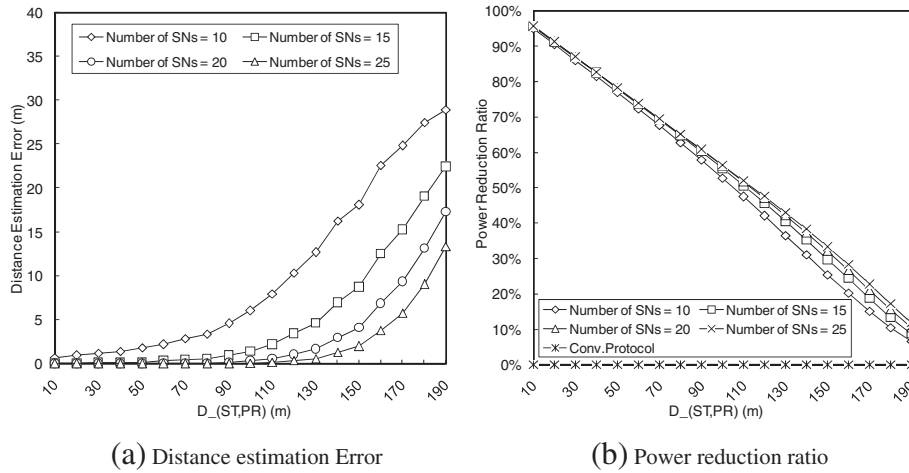 40
35
30
25
20
15
10
5
0
Distance Estimation Error (m)
Number of SNs = 10
Number of SNs = 15
Number of SNs = 20
Number of SNs = 25
10
30
50
70
90
110
130
150
170
190
D_(ST,PR) (m)
(a) Distance estimation Error
100%
90%
80%
70%
60%
50%
40%
30%
20%
10%
0%
Power Reduction Ratio
Number of SNs = 10
Number of SNs = 15
Number of SNs = 20
Number of SNs = 25
Conv.Protocol
10
30
50
70
90
110
130
150
170
190
D_(ST,PR) (m)
(b) Power reduction ratio